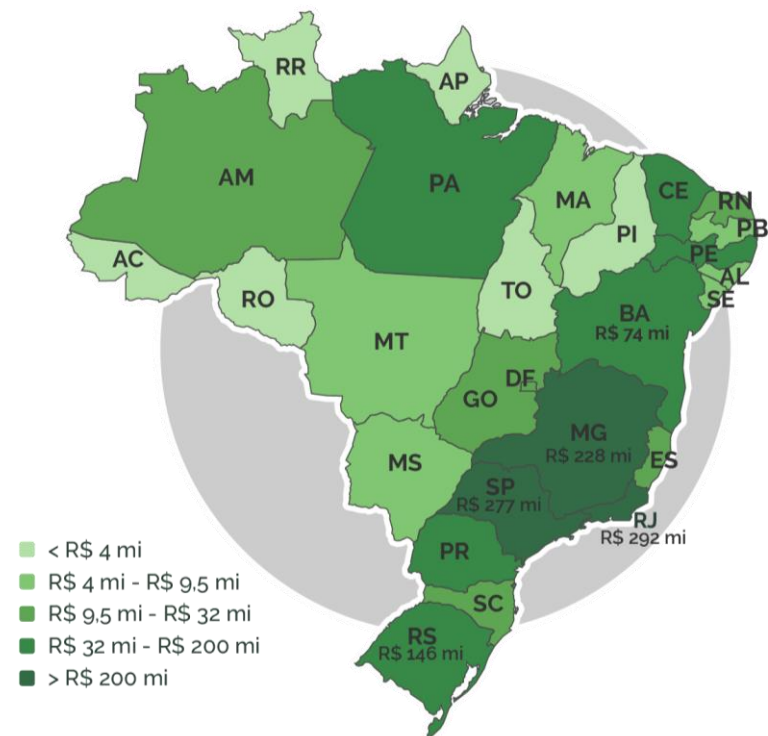 RR
AP
AM
PA
MA
CE
RN
PB
PI
PE
AL
SE
AC
RO
TO
BA
R$ 74 mi
MT
DF
GO
MG
R$ 228 mi
ES
MS
SP
R$ 277 mi
RJ
R$ 292 mi
PR
SC
RS
R$ 146 mi
< R$ 4 mi
R$ 4 mi - R$ 9,5 mi
R$ 9,5 mi - R$ 32 mi
R$ 32 mi - R$ 200 mi
> R$ 200 mi